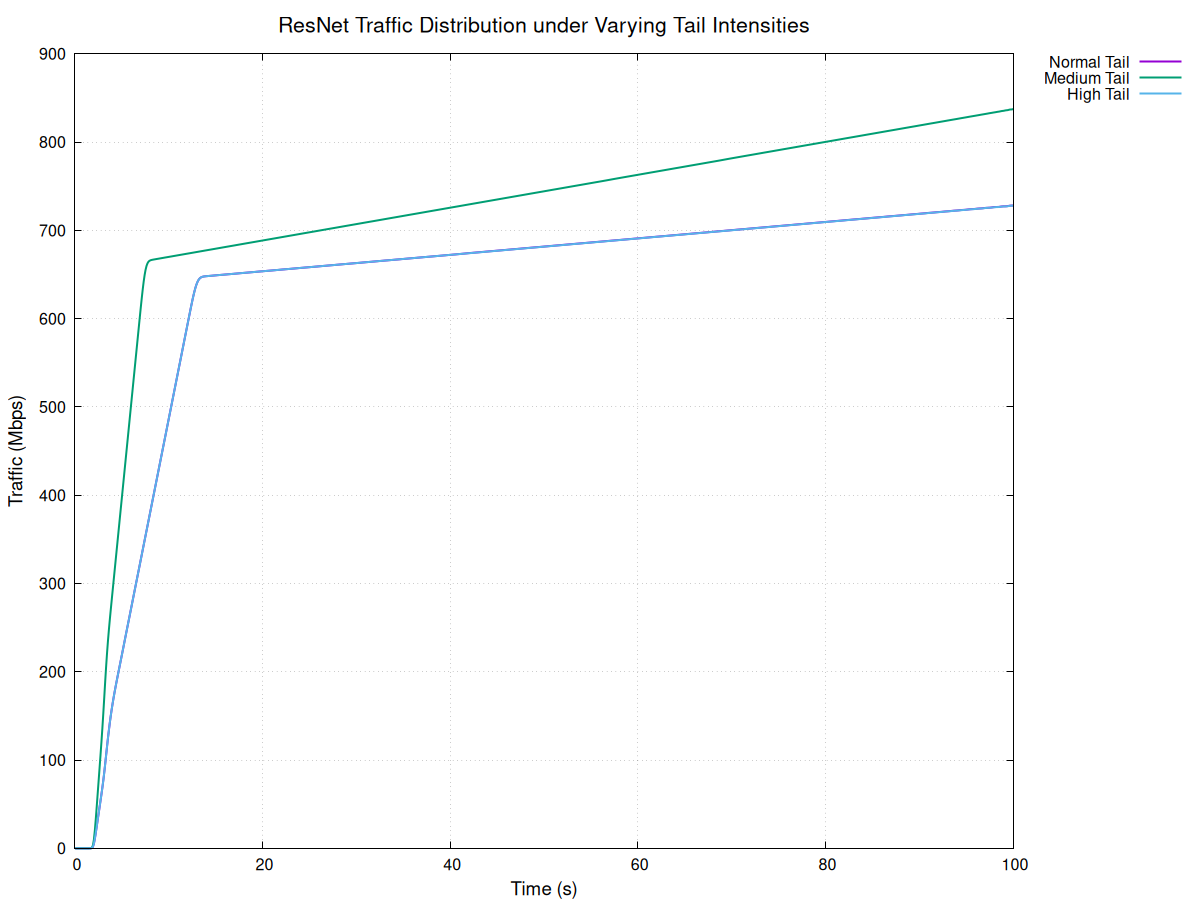 ResNet Traffic Distribution under Varying Tail Intensities
Normal Tail
Medium Tail
High Tail
900
800
700
600
500
400
300
200
100
0
Traffic (Mbps)
0 20 40 60 80 100
Time (s)